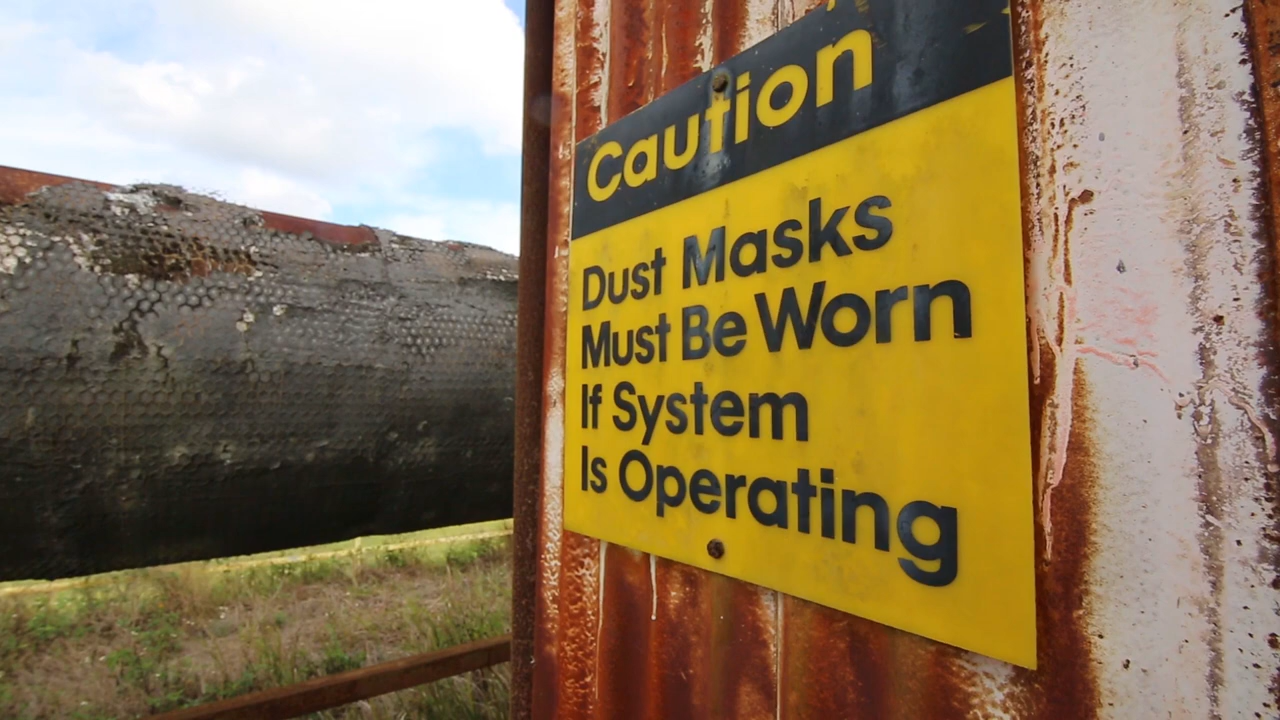 Caution
Dust Masks
Must Be Worn
If System
Is Operating